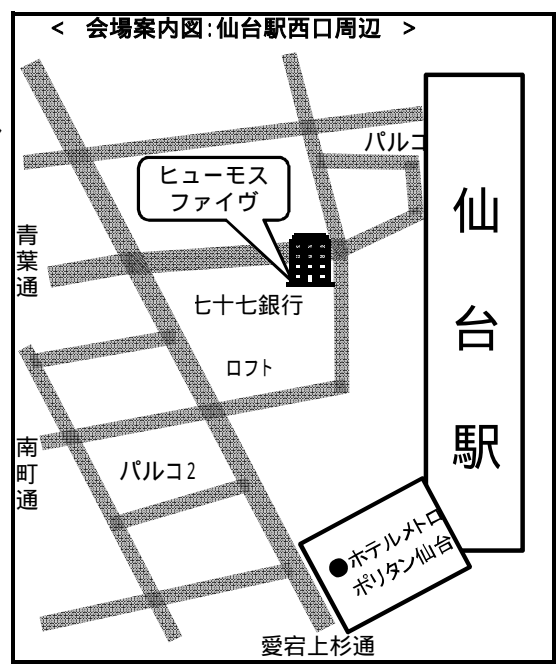 < 会場案内図:仙台駅西口周辺 >
パルコ
ヒューモス
ファイヴ
仙台駅
青葉通
七十七銀行
ロフト
南町通
パルコ2
●ホテルメトロ
ポリタン仙台
愛宕上杉通